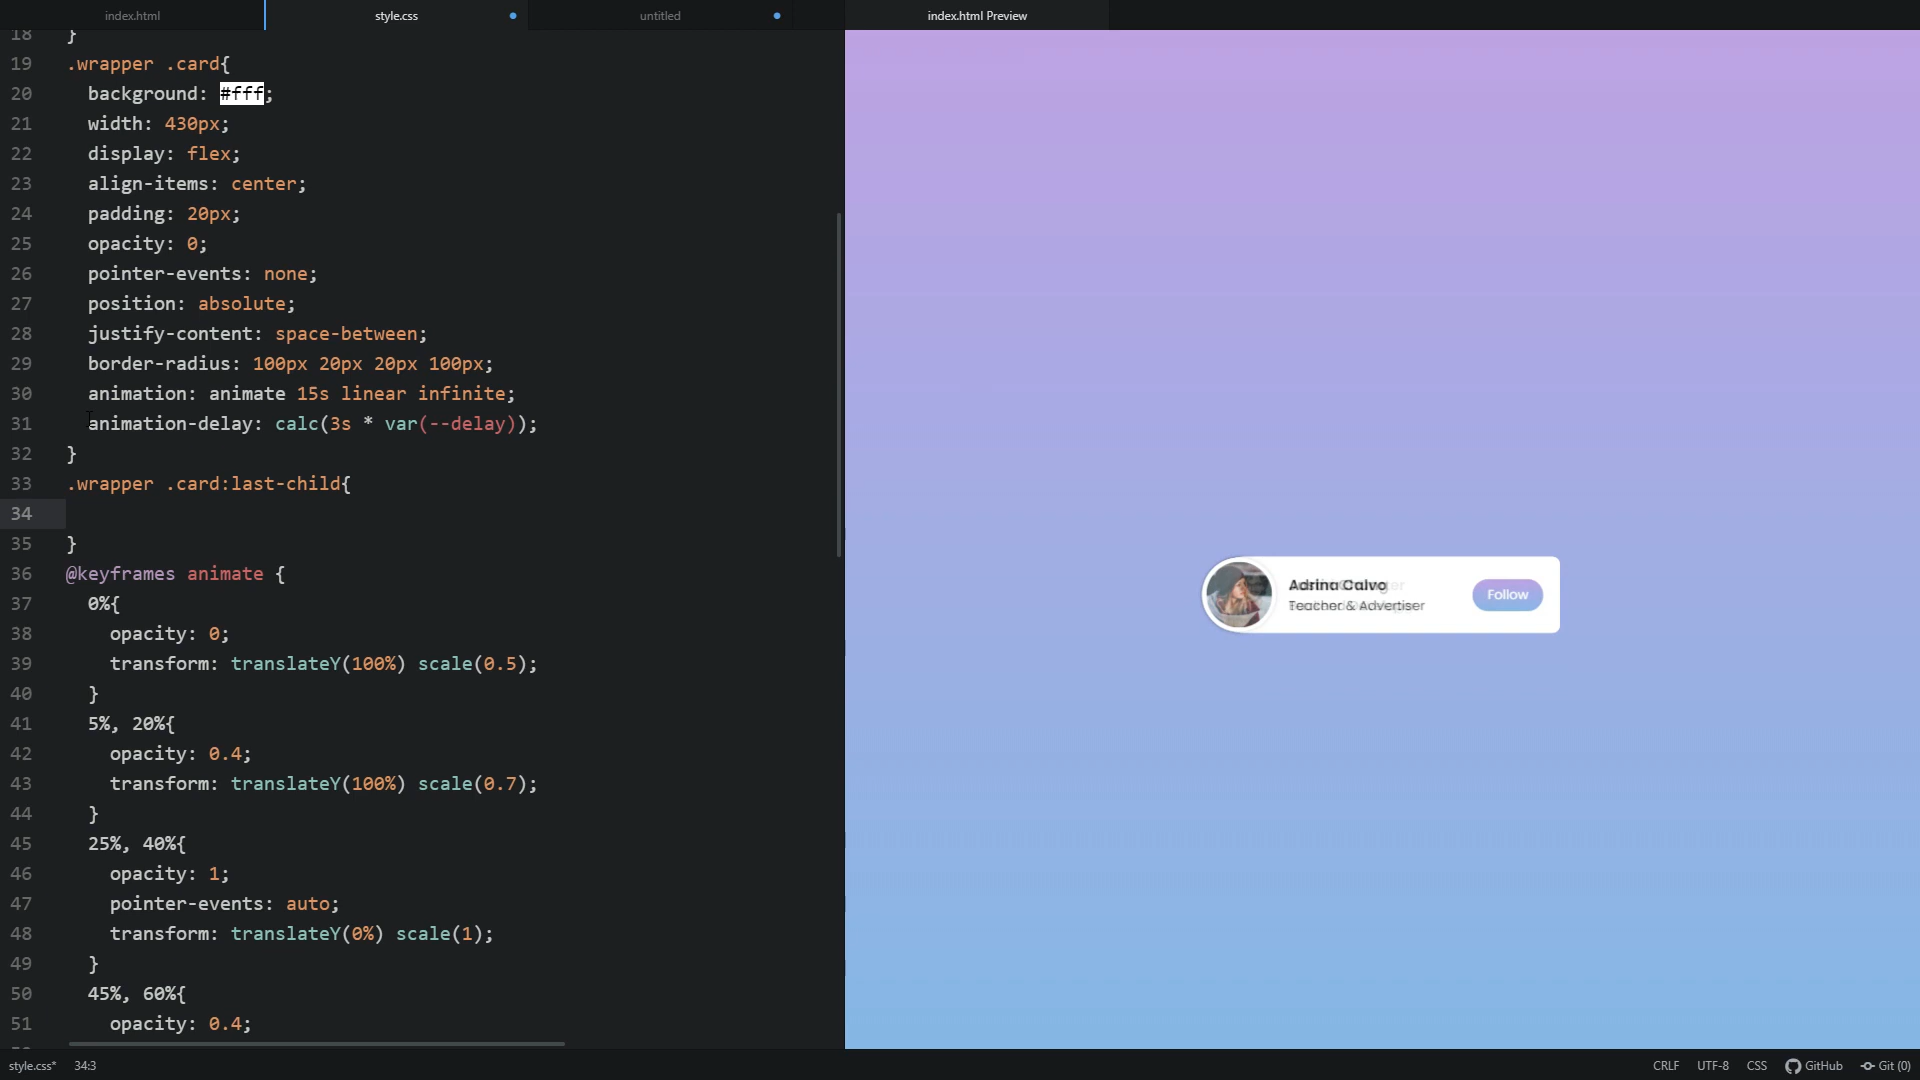 index.html
style.css
untitled
index.html Preview
18 }
19 .wrapper .card{
20 background: #fff;
21 width: 430px;
22 display: flex;
23 align-items: center;
24 padding: 20px;
25 opacity: 0;
26 pointer-events: none;
27 position: absolute;
28 justify-content: space-between;
29 border-radius: 100px 20px 20px 100px;
30 animation: animate 15s linear infinite;
31 animation-delay: calc(3s * var(--delay));
32 }
33 .wrapper .card:last-child{
34
35 }
36 @keyframes animate {
37 0%{
38 opacity: 0;
39 transform: translateY(100%) scale(0.5);
40 }
41 5%, 20%{
42 opacity: 0.4;
43 transform: translateY(100%) scale(0.7);
44 }
45 25%, 40%{
46 opacity: 1;
47 pointer-events: auto;
48 transform: translateY(0%) scale(1);
49 }
50 45%, 60%{
51 opacity: 0.4;
Adrina Calvo
Teacher & Advertiser
Follow
style.css* 34:3
CRLF UTF-8 CSS GitHub Git (0)